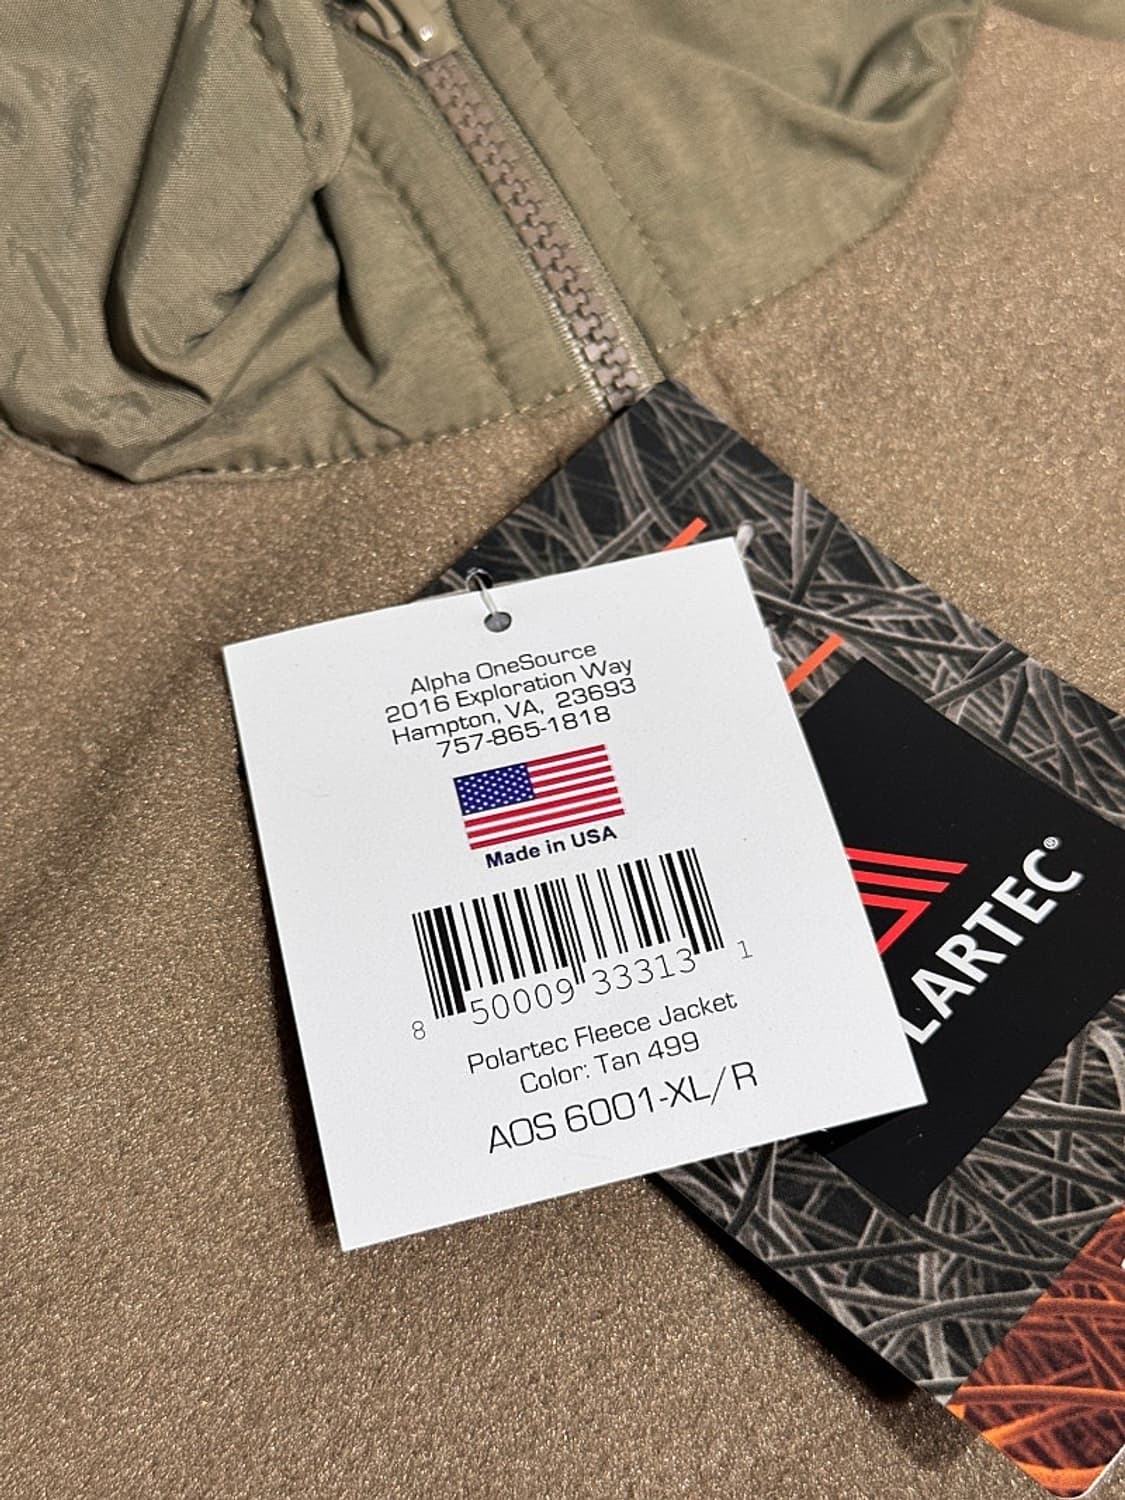 Alpha OneSource
2016 Exploration Way
Hampton, VA, 23693
757-865-1818
Made in USA
8 50009 33313 1
Polartec Fleece Jacket
Color: Tan 499
AOS 6001-XL/R
LARTEC®